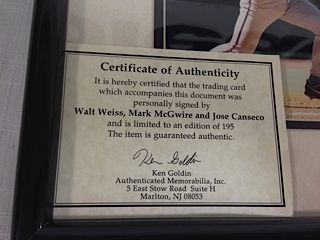 Certificate of Authenticity
It is hereby certified that the trading card
which accompanies this document was
personally signed by
Walt Weiss, Mark McGwire and Jose Canseco
and is limited to an edition of 195
The item is guaranteed authentic.
Ken Goldin
Ken Goldin
Authenticated Memorabilia, Inc.
5 East Stow Road Suite H
Marlton, NJ 08053